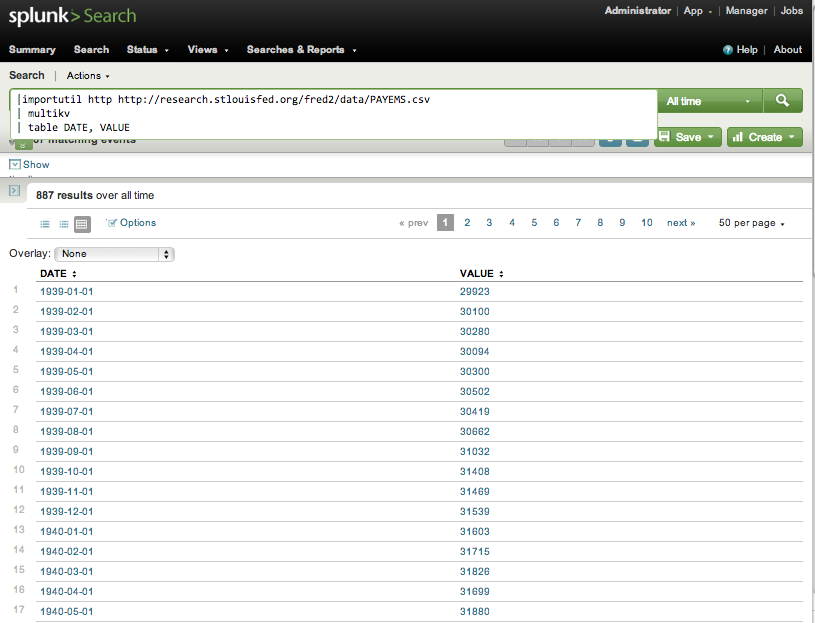 splunk>Search
Administrator | App | Manager | Jobs
Summary Search Status Views Searches & Reports
Help | About
Search | Actions
|importutil http http://research.stlouisfed.org/fred2/data/PAYEMS.csv
| multikv
| table DATE, VALUE
All time
matching events
Save Create
Show
887 results over all time
Options
« prev 1 2 3 4 5 6 7 8 9 10 next » 50 per page
Overlay: None
DATE VALUE
1 1939-01-01 29923
2 1939-02-01 30100
3 1939-03-01 30280
4 1939-04-01 30094
5 1939-05-01 30300
6 1939-06-01 30502
7 1939-07-01 30419
8 1939-08-01 30662
9 1939-09-01 31032
10 1939-10-01 31408
11 1939-11-01 31469
12 1939-12-01 31539
13 1940-01-01 31603
14 1940-02-01 31715
15 1940-03-01 31826
16 1940-04-01 31699
17 1940-05-01 31880